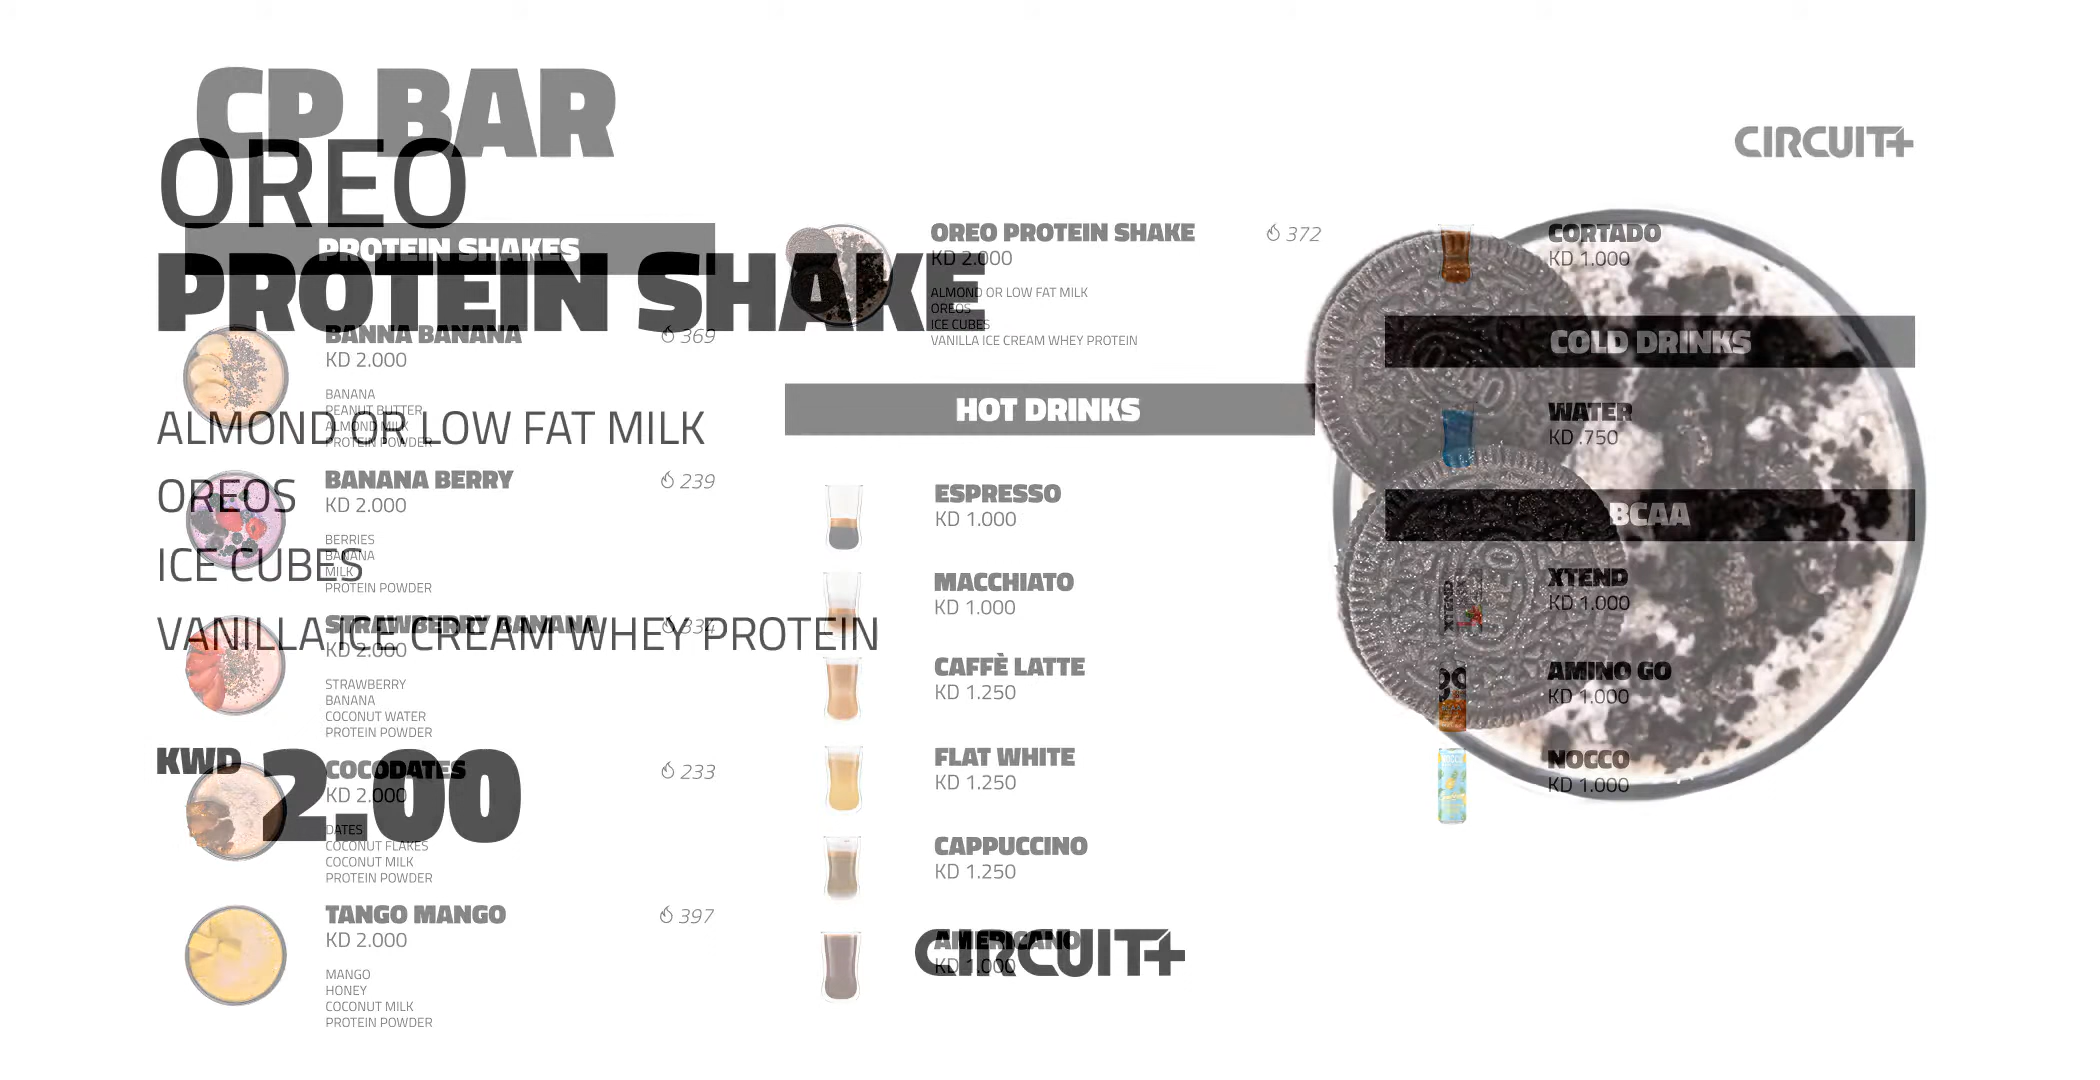 CP BAR
CIRCUIT+
PROTEIN SHAKES
BANNA BANANA
369
KD 2.000
BANANA
PEANUT BUTTER
ALMOND MILK
PROTEIN POWDER
BANANA BERRY
239
KD 2.000
BERRIES
BANANA
MILK
PROTEIN POWDER
STRAWBERRY BANANA
334
KD 2.000
STRAWBERRY
BANANA
COCONUT WATER
PROTEIN POWDER
COCODATES
233
KD 2.000
DATES
COCONUT FLAKES
COCONUT MILK
PROTEIN POWDER
TANGO MANGO
397
KD 2.000
MANGO
HONEY
COCONUT MILK
PROTEIN POWDER
OREO PROTEIN SHAKE
372
KD 2.000
ALMOND OR LOW FAT MILK
OREOS
ICE CUBES
VANILLA ICE CREAM WHEY PROTEIN
HOT DRINKS
ESPRESSO
KD 1.000
MACCHIATO
KD 1.000
CAFFÈ LATTE
KD 1.250
FLAT WHITE
KD 1.250
CAPPUCCINO
KD 1.250
AMERICANO
KD 1.000
CORTADO
KD 1.000
COLD DRINKS
WATER
KD .750
BCAA
XTEND
KD 1.000
AMINO GO
KD 1.000
NOCCO
KD 1.000
OREO
PROTEIN SHAKE
ALMOND OR LOW FAT MILK
OREOS
ICE CUBES
VANILLA ICE CREAM WHEY PROTEIN
KWD 2.00
CIRCUIT+
OREO
XTEND